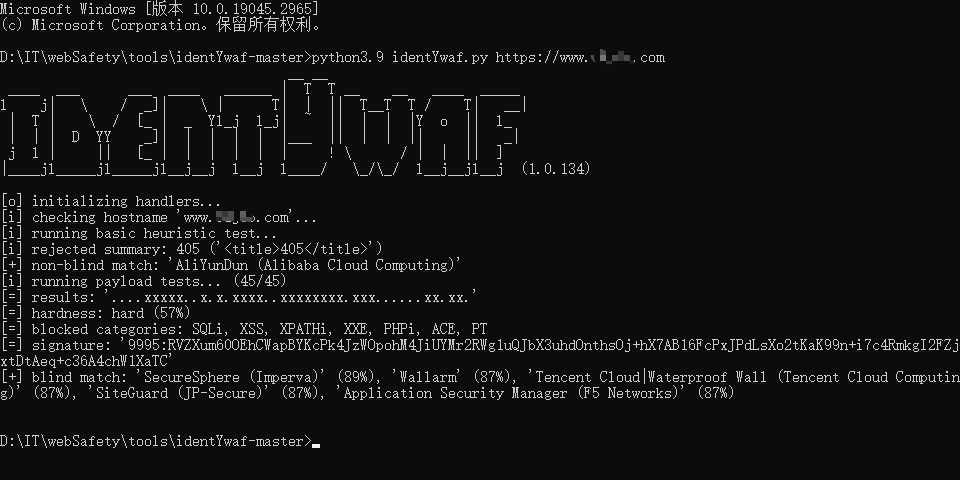 Microsoft Windows [版本 10.0.19045.2965]
(c) Microsoft Corporation。保留所有权利。
D:\IT\webSafety\tools\identYwaf-master>python3.9 identYwaf.py https://www. .com
(1.0.134)
[o] initializing handlers...
[i] checking hostname 'www. .com'...
[i] running basic heuristic test...
[i] rejected summary: 405 ('<title>405</title>')
[+] non-blind match: 'AliYunDun (Alibaba Cloud Computing)'
[i] running payload tests... (45/45)
[=] results: '....xxxxx..x.x.xxxx..xxxxxxxx.xxx......xx.xx.'
[=] hardness: hard (57%)
[=] blocked categories: SQLi, XSS, XPATHi, XXE, PHPi, ACE, PT
[=] signature: '9995:RVZXum60OEhCWapBYKcPk4JzWOpohM4JiUYMr2RWg1uQJbX3uhdOnthsOj+hX7AB16FcPxJPdLsXo2tKaK99n+i7c4RmkgI2FZj
xtDtAeq+c36A4chW1XaTC'
[+] blind match: 'SecureSphere (Imperva)' (89%), 'Wallarm' (87%), 'Tencent Cloud|Waterproof Wall (Tencent Cloud Computin
g)' (87%), 'SiteGuard (JP-Secure)' (87%), 'Application Security Manager (F5 Networks)' (87%)
D:\IT\webSafety\tools\identYwaf-master>